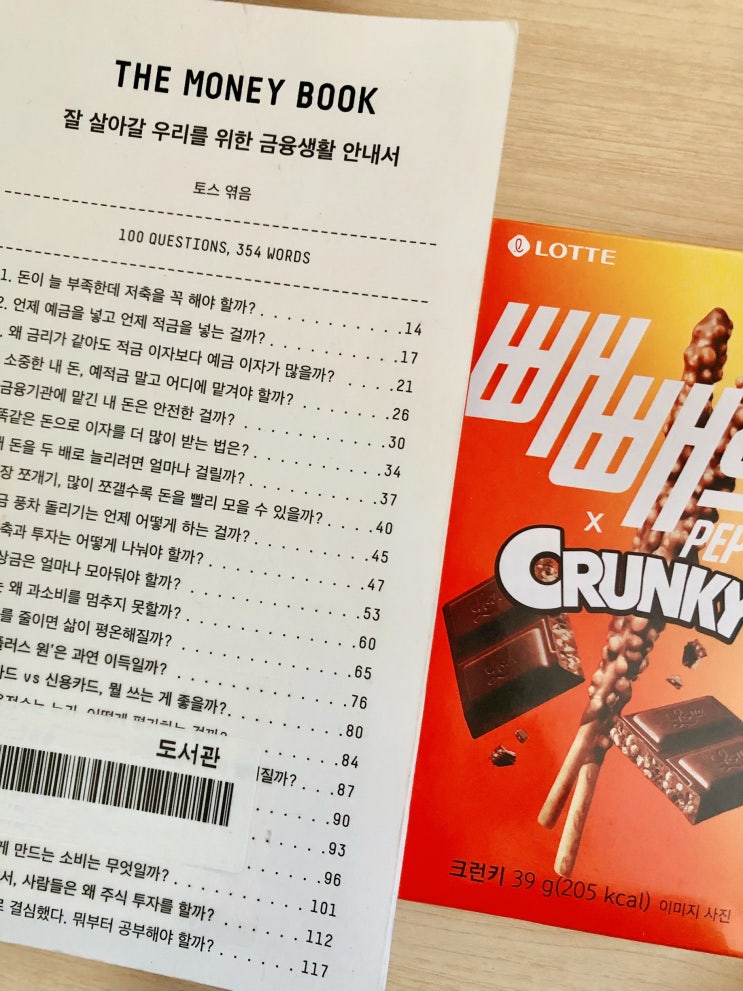 THE MONEY BOOK
잘 살아갈 우리를 위한 금융생활 안내서
토스 엮음
100 QUESTIONS, 354 WORDS
1. 돈이 늘 부족한데 저축을 꼭 해야 할까? 14
2. 언제 예금을 넣고 언제 적금을 넣는 걸까? 17
. 왜 금리가 같아도 적금 이자보다 예금 이자가 많을까? 21
소중한 내 돈, 예적금 말고 어디에 맡겨야 할까? 26
금융기관에 맡긴 내 돈은 안전한 걸까? 30
똑같은 돈으로 이자를 더 많이 받는 법은? 34
돈을 두 배로 늘리려면 얼마나 걸릴까? 37
장 쪼개기, 많이 쪼갤수록 돈을 빨리 모을 수 있을까? 40
금 풍차 돌리기는 언제 어떻게 하는 걸까? 45
축과 투자는 어떻게 나눠야 할까? 47
상금은 얼마나 모아둬야 할까? 53
는 왜 과소비를 멈추지 못할까? 60
를 줄이면 삶이 평온해질까? 65
플러스 원'은 과연 이득일까? 76
드 vs 신용카드, 뭘 쓰는 게 좋을까? 80
84
도서관
질까? 87
90
93
게 만드는 소비는 무엇일까? 96
서, 사람들은 왜 주식 투자를 할까? 101
로 결심했다. 뭐부터 공부해야 할까? 112
117
LOTTE
빼빼로
x
PEP
CRUNKY
크런키 39 g(205 kcal) 이미지 사진